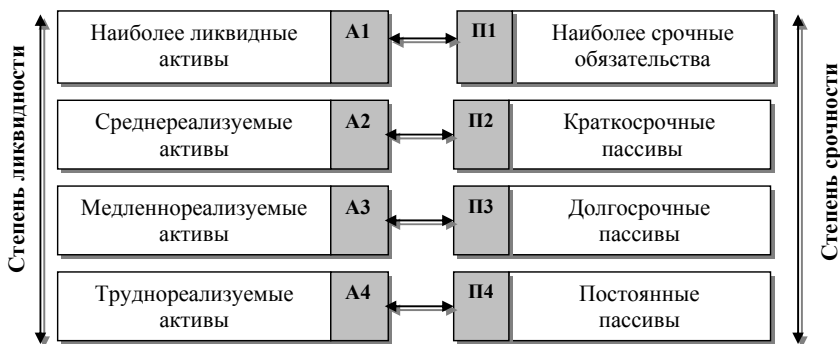 Степень ликвидности
Наиболее ликвидные
активы
А1
П1
Наиболее срочные
обязательства
Среднереализуемые
активы
А2
П2
Краткосрочные
пассивы
Медленнореализуемые
активы
А3
П3
Долгосрочные
пассивы
Труднореализуемые
активы
А4
П4
Постоянные
пассивы
Степень срочности